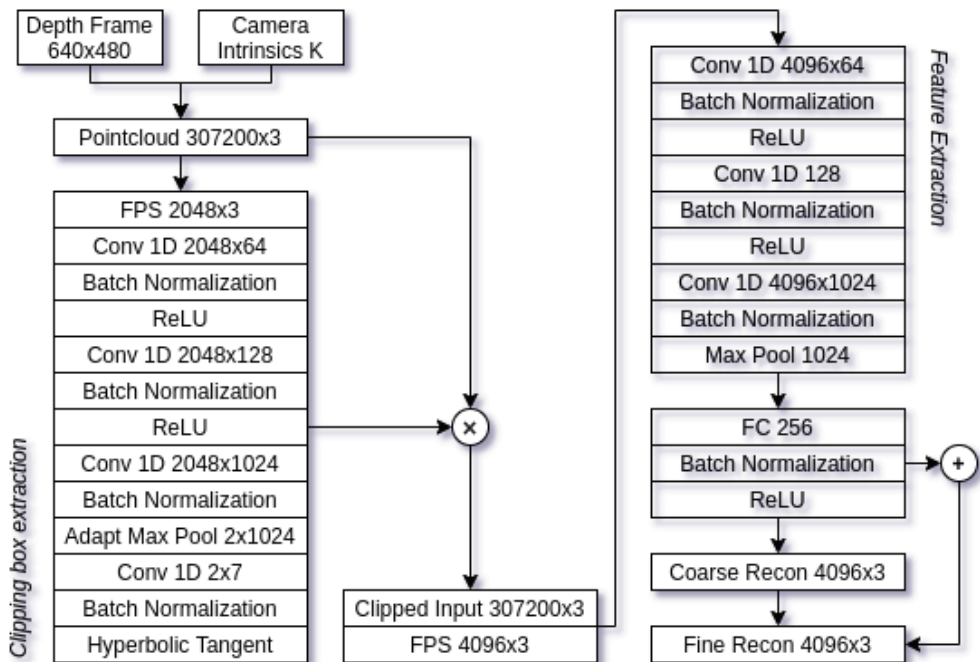 Depth Frame
640x480
Camera
Intrinsics K
Pointcloud 307200x3
Clipping box extraction
FPS 2048x3
Conv 1D 2048x64
Batch Normalization
ReLU
Conv 1D 2048x128
Batch Normalization
ReLU
Conv 1D 2048x1024
Batch Normalization
Adapt Max Pool 2x1024
Conv 1D 2x7
Batch Normalization
Hyperbolic Tangent
×
Clipped Input 307200x3
FPS 4096x3
Feature Extraction
Conv 1D 4096x64
Batch Normalization
ReLU
Conv 1D 128
Batch Normalization
ReLU
Conv 1D 4096x1024
Batch Normalization
Max Pool 1024
FC 256
Batch Normalization
ReLU
+
Coarse Recon 4096x3
Fine Recon 4096x3